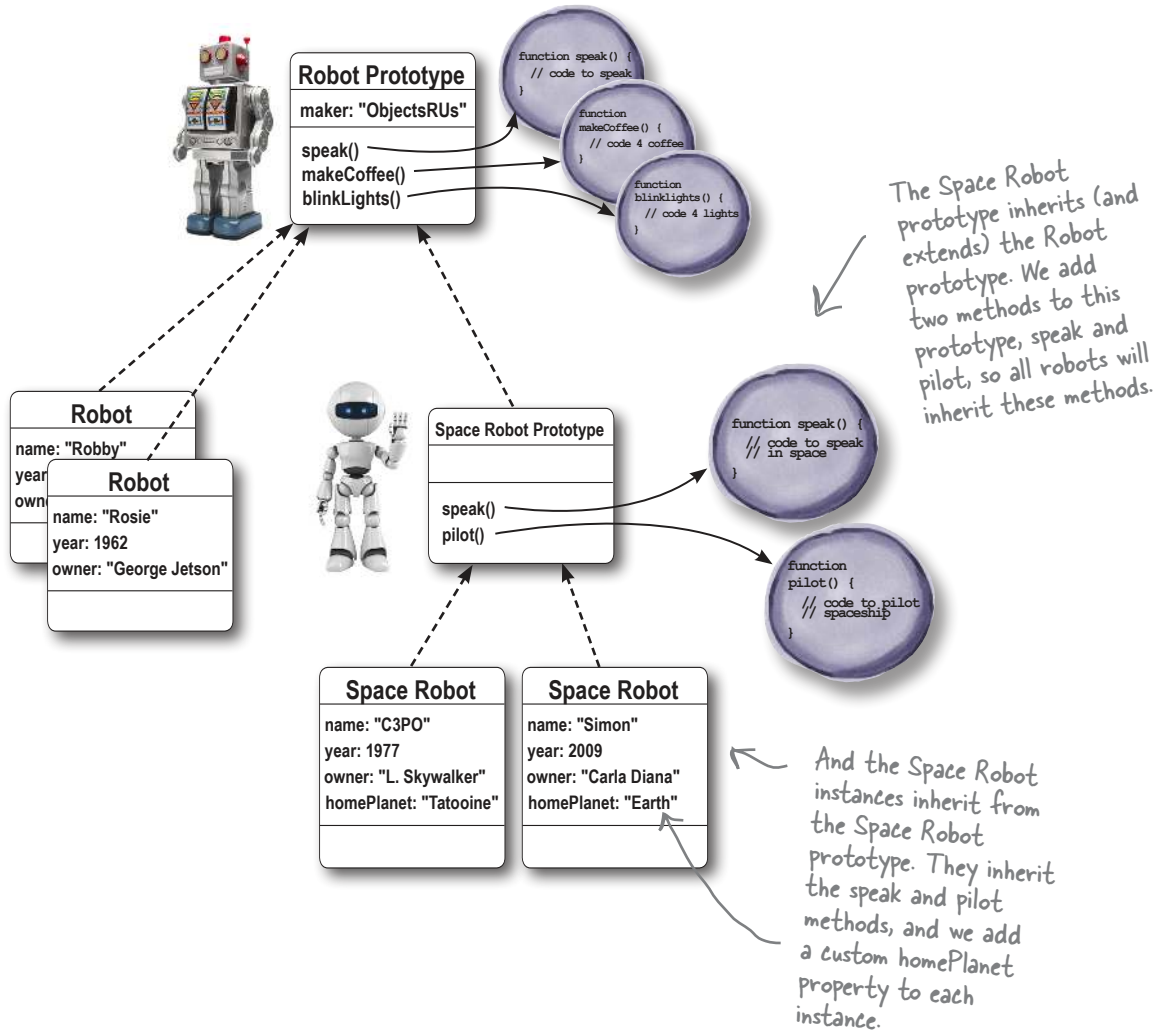 Robot Prototype
maker: "ObjectsRUs"
speak()
makeCoffee()
blinkLights()
function speak() {
// code to speak
}
function
makeCoffee() {
// code 4 coffee
}
function
blinklights() {
// code 4 lights
}
The Space Robot
prototype inherits (and
extends) the Robot
prototype. We add
two methods to this
prototype, speak and
pilot, so all robots will
inherit these methods.
Robot
name: "Robby"
year
owne
Robot
name: "Rosie"
year: 1962
owner: "George Jetson"
Space Robot Prototype
speak()
pilot()
function speak() {
// code to speak
// in space
}
function
pilot() {
// code to pilot
// spaceship
}
Space Robot
name: "C3PO"
year: 1977
owner: "L. Skywalker"
homePlanet: "Tatooine"
Space Robot
name: "Simon"
year: 2009
owner: "Carla Diana"
homePlanet: "Earth"
And the Space Robot
instances inherit from
the Space Robot
prototype. They inherit
the speak and pilot
methods, and we add
a custom homePlanet
property to each
instance.